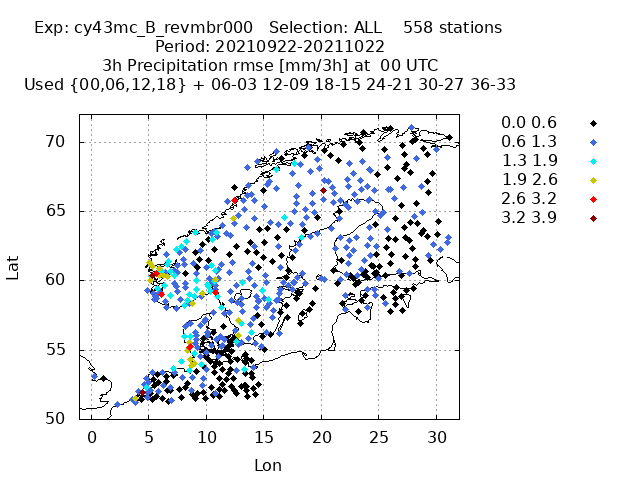 Exp: cy43mc_B_revmbr000   Selection: ALL    558 stations
Period: 20210922-20211022
3h Precipitation rmse [mm/3h] at  00 UTC
Used {00,06,12,18} + 06-03 12-09 18-15 24-21 30-27 36-33
0.0 0.6
0.6 1.3
1.3 1.9
1.9 2.6
2.6 3.2
3.2 3.9
70
65
60
55
50
Lat
0 5 10 15 20 25 30
Lon